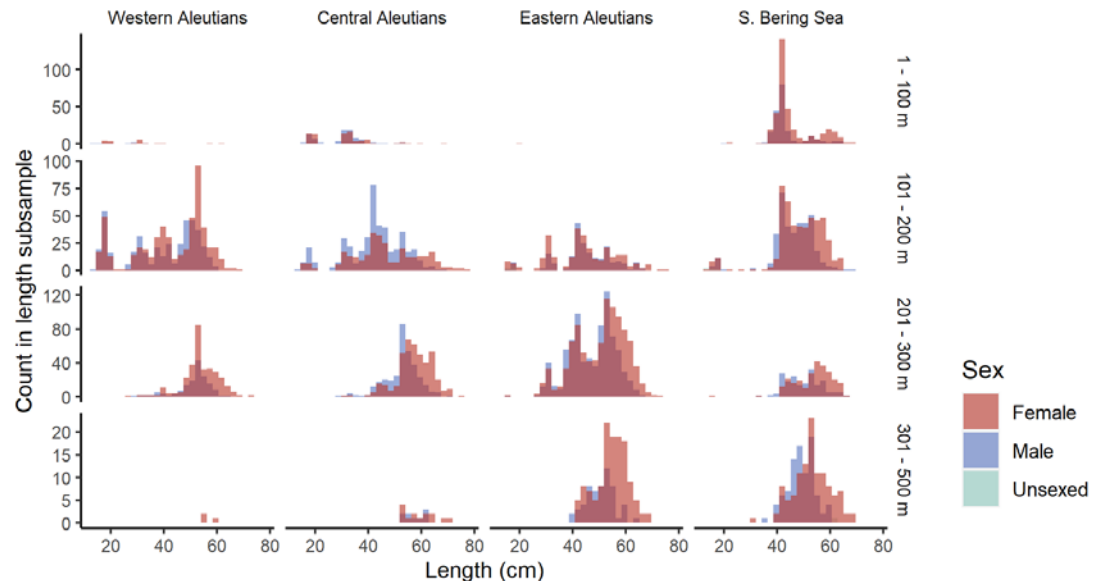 Western Aleutians Central Aleutians Eastern Aleutians S. Bering Sea
100
50
0
1 - 100 m
100
75
50
25
0
101 - 200 m
120
80
40
0
201 - 300 m
20
15
10
5
0
301 - 500 m
20 40 60 80 20 40 60 80 20 40 60 80 20 40 60 80
Length (cm)
Count in length subsample
Sex
Female
Male
Unsexed